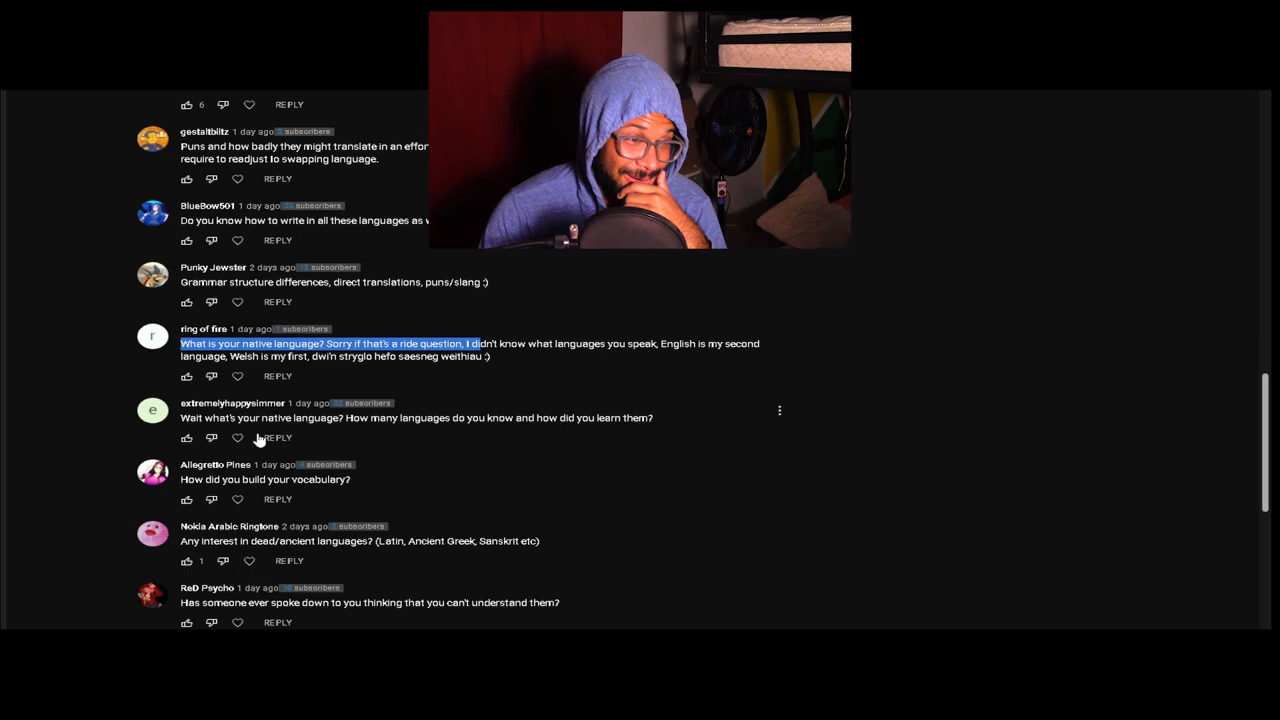 6 REPLY
gestaltblitz 1 day ago subscribers
Puns and how badly they might translate in an effor
require to readjust to swapping language.
REPLY
BlueBow501 1 day ago subscribers
Do you know how to write in all these languages as
REPLY
Punky Jewster 2 days ago subscribers
Grammar structure differences, direct translations, puns/slang :)
REPLY
r ring of fire 1 day ago subscribers
What is your native language? Sorry if that's a ride question, I didn't know what languages you speak, English is my second
language, Welsh is my first, dwi'n stryglo hefo saesneg weithiau :)
REPLY
e extremelyhappysimmer 1 day ago subscribers
Wait what's your native language? How many languages do you know and how did you learn them?
REPLY
Allegretto Pines 1 day ago 4 subscribers
How did you build your vocabulary?
REPLY
Nokia Arabic Ringtone 2 days ago subscribers
Any interest in dead/ancient languages? (Latin, Ancient Greek, Sanskrit etc)
1 REPLY
ReD Psycho 1 day ago 10 subscribers
Has someone ever spoke down to you thinking that you can't understand them?
REPLY